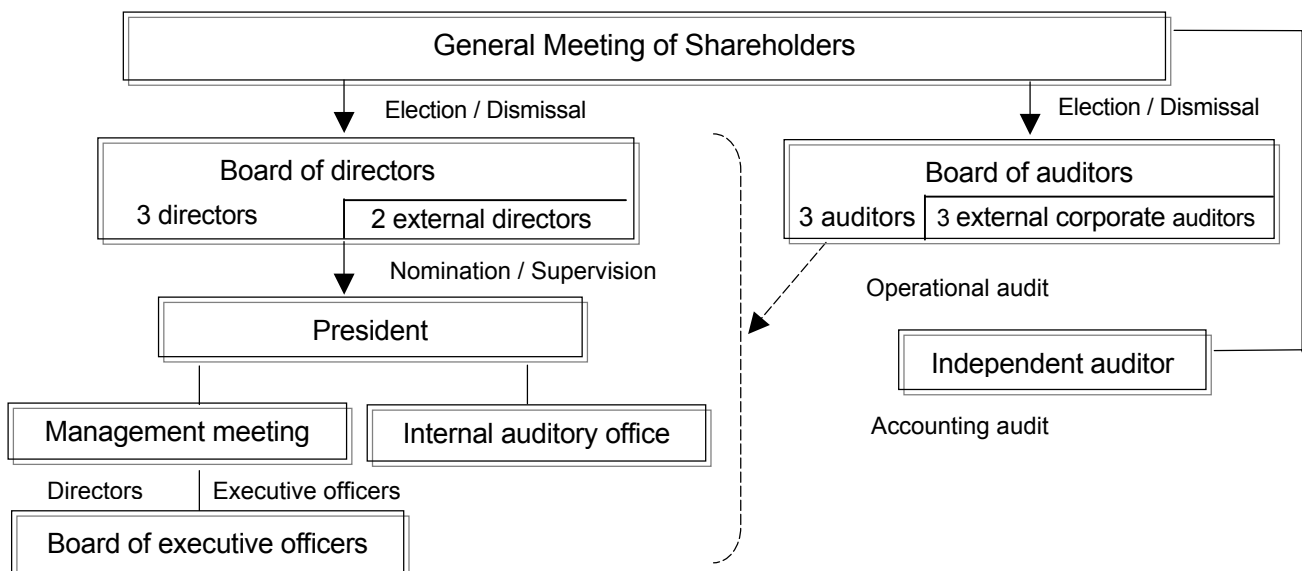 General Meeting of Shareholders
Election / Dismissal
Election / Dismissal
Board of directors
3 directors
2 external directors
Board of auditors
3 auditors
3 external corporate auditors
Nomination / Supervision
Operational audit
President
Independent auditor
Accounting audit
Management meeting
Internal auditory office
Directors
Executive officers
Board of executive officers